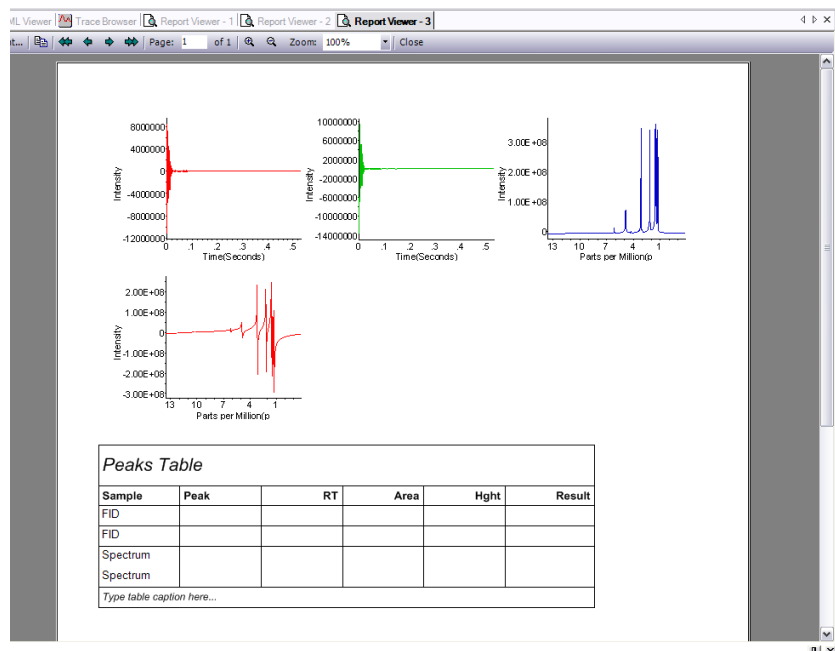 ML Viewer Trace Browser Report Viewer - 1 Report Viewer - 2 Report Viewer - 3
t... Page: 1 of 1 Zoom: 100% Close
8000000
4000000
0
-4000000
-8000000
-12000000
Intensity
0 .1 .2 .3 .4 .5
Time(Seconds)
10000000
6000000
2000000
-2000000
-6000000
-10000000
-14000000
Intensity
0 .1 .2 .3 .4 .5
Time(Seconds)
3.00E+08
2.00E+08
1.00E+08
0
Intensity
13 10 7 4 1
Parts per Million(p
2.00E+08
1.00E+08
0
-1.00E+08
-2.00E+08
-3.00E+08
Intensity
13 10 7 4 1
Parts per Million(p
Peaks Table
Sample Peak RT Area Hght Result
FID
FID
Spectrum
Spectrum
Type table caption here...